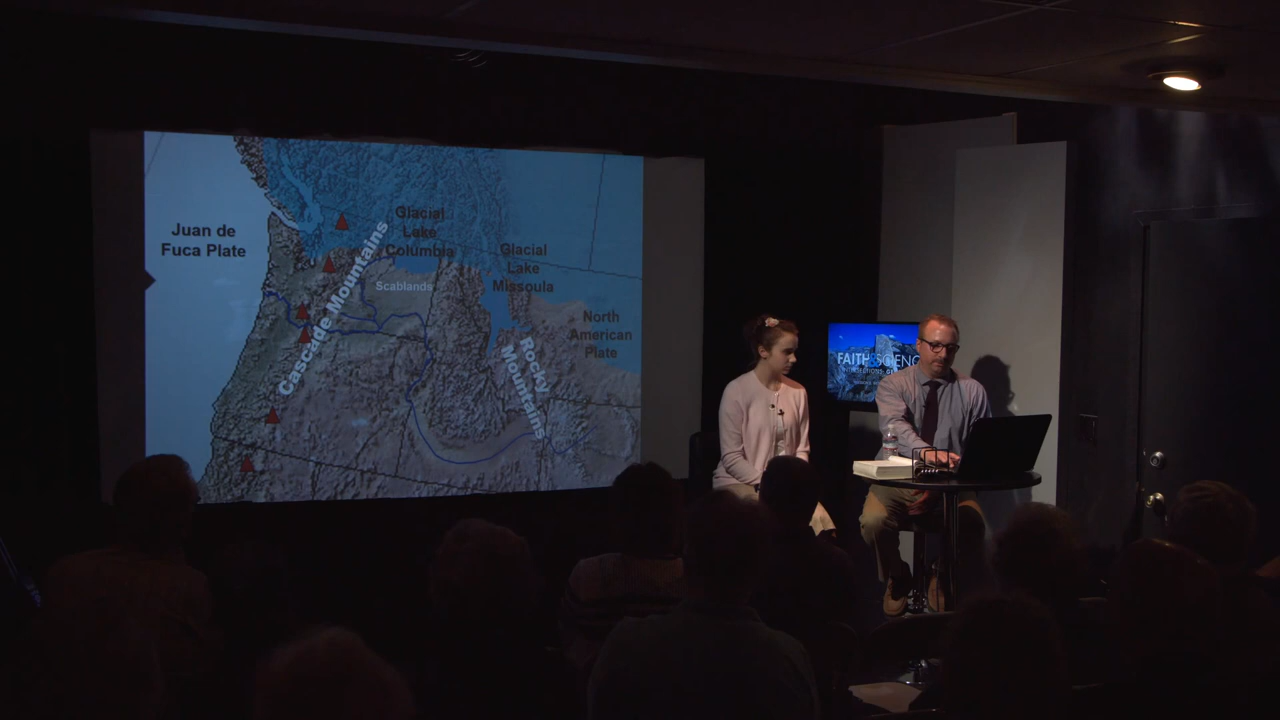 Juan de
Fuca Plate
Cascade Mountains
Glacial
Lake
Columbia
Scablands
Glacial
Lake
Missoula
North
American
Plate
Rocky
Mountains
FAITH&SCIENC